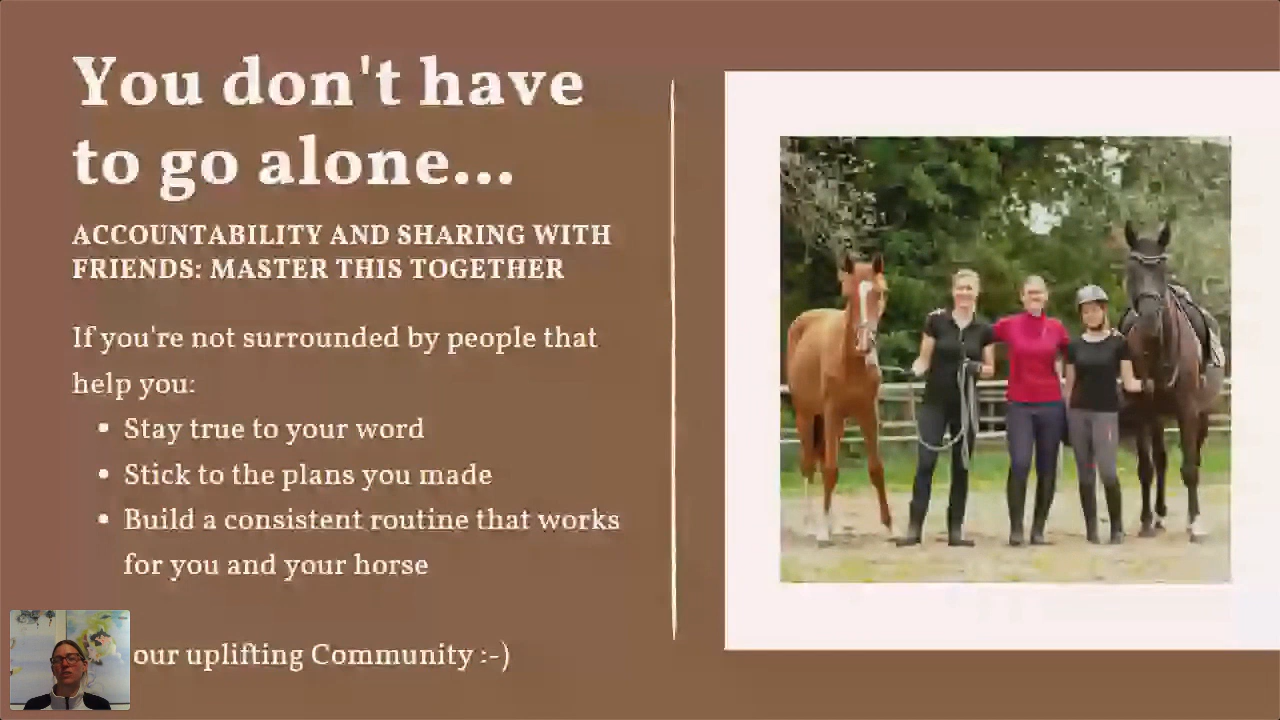 You don't have
to go alone...
ACCOUNTABILITY AND SHARING WITH
FRIENDS: MASTER THIS TOGETHER
If you're not surrounded by people that
help you:
• Stay true to your word
• Stick to the plans you made
• Build a consistent routine that works
for you and your horse
our uplifting Community :-)